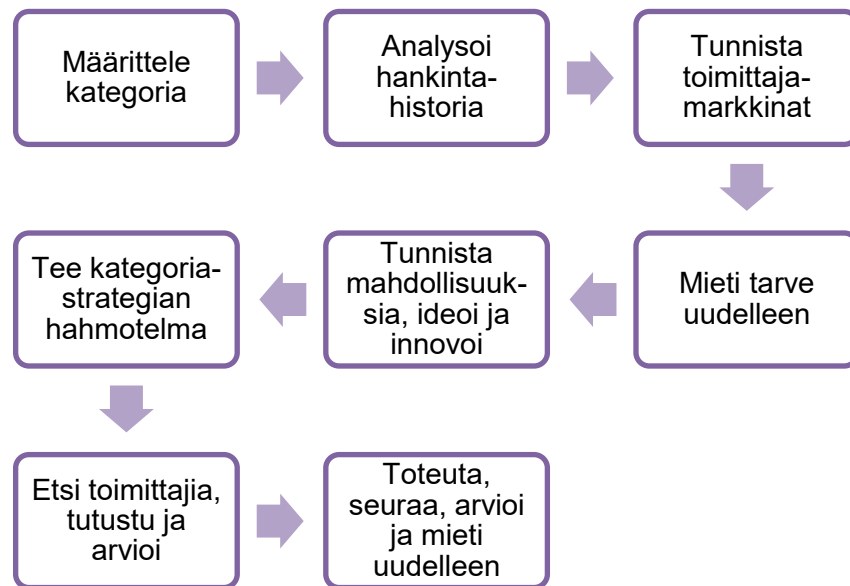 Määrittele
kategoria
Analysoi
hankinta-
historia
Tunnista
toimittaja-
markkinat
Mieti tarve
uudelleen
Tunnista
mahdollisuuk-
sia, ideoi ja
innovoi
Tee kategoria-
strategian
hahmotelma
Etsi toimittajia,
tutustu ja
arvioi
Toteuta,
seuraa, arvioi
ja mieti
uudelleen